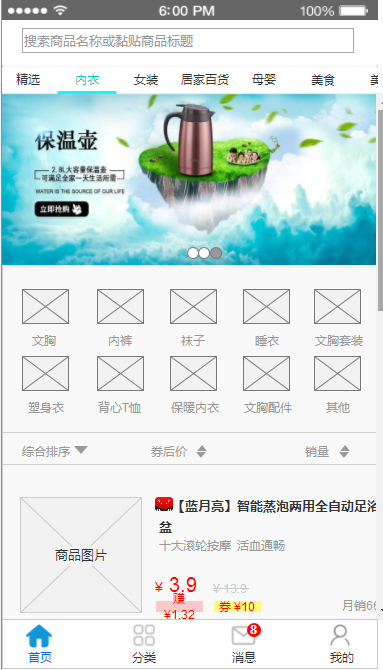 6:00 PM 100%
搜索商品名称或黏贴商品标题
精选 内衣 女装 居家百货 母婴 美食
保温壶
2.8L大容量保温壶
可满足全家一天生活所需
WATER IS THE SOURCE OF OUR LIFE
立即抢购
文胸 内裤 袜子 睡衣 文胸套装
塑身衣 背心T恤 保暖内衣 文胸配件 其他
综合排序 券后价 销量
【蓝月亮】智能蒸泡两用全自动足浴
盆
商品图片
十大滚轮按摩 活血通畅
¥ 3.9 ¥ 13.9
赚
¥1.32 券 ¥10 月销66
8
首页 分类 消息 我的